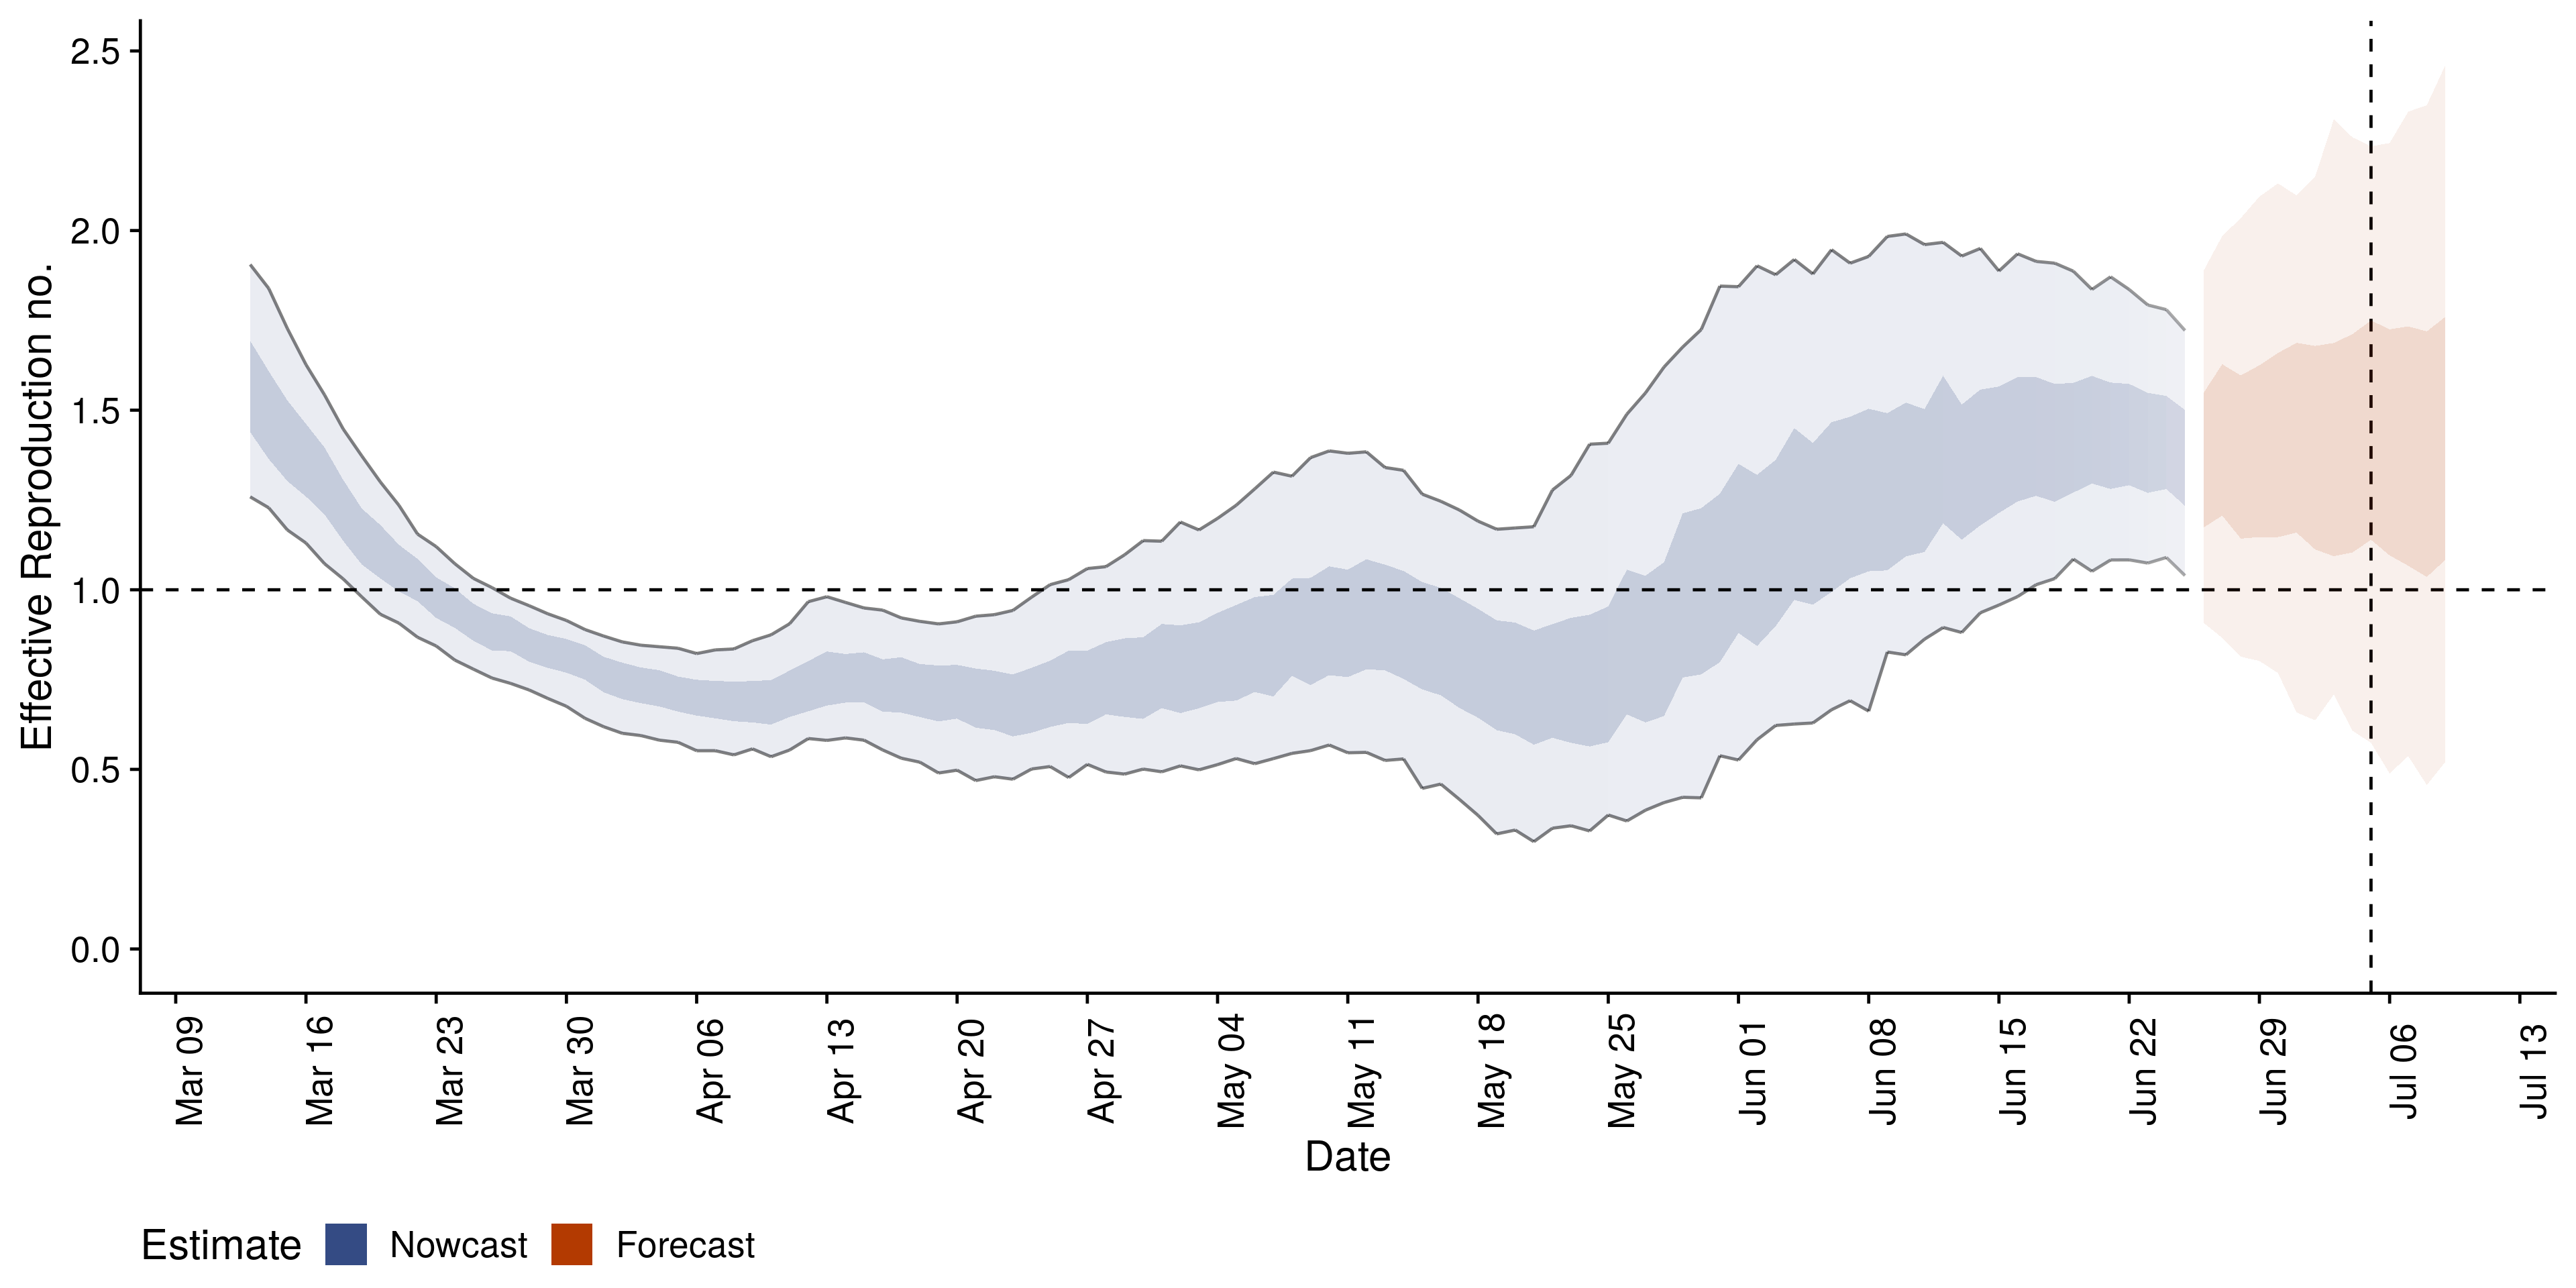 Effective Reproduction no.
2.5
2.0
1.5
1.0
0.5
0.0
Mar 09
Mar 16
Mar 23
Mar 30
Apr 06
Apr 13
Apr 20
Apr 27
May 04
May 11
May 18
May 25
Jun 01
Jun 08
Jun 15
Jun 22
Jun 29
Jul 06
Jul 13
Date
Estimate Nowcast Forecast